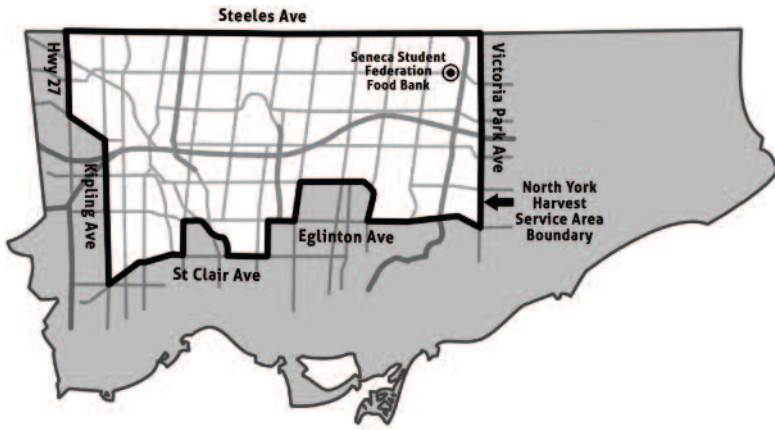 Steeles Ave
Hwy 27
Seneca Student
Federation
Food Bank
Victoria Park Ave
Kipling Ave
North York
Harvest
Service Area
Boundary
Eglinton Ave
St Clair Ave